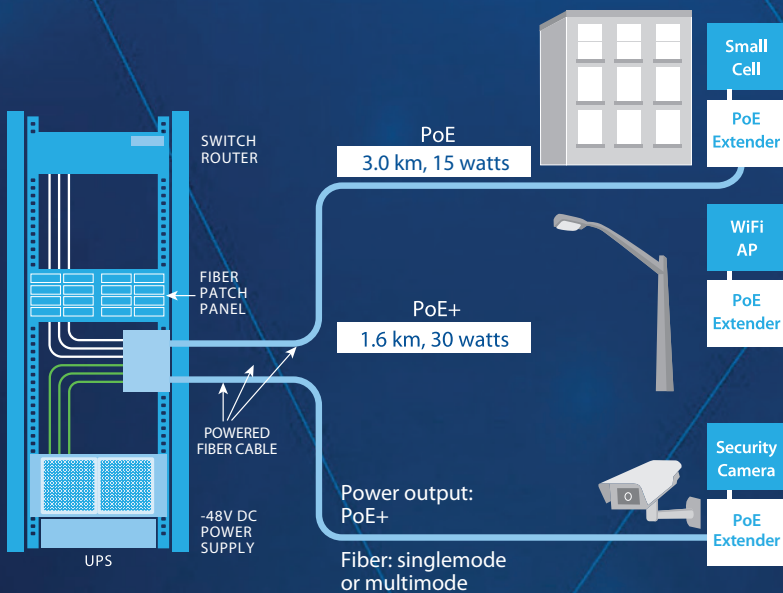 SWITCH
ROUTER
FIBER
PATCH
PANEL
POWERED
FIBER CABLE
-48V DC
POWER
SUPPLY
UPS
PoE
3.0 km, 15 watts
PoE+
1.6 km, 30 watts
Power output:
PoE+
Fiber: singlemode
or multimode
Small
Cell
PoE
Extender
WiFi
AP
PoE
Extender
Security
Camera
PoE
Extender